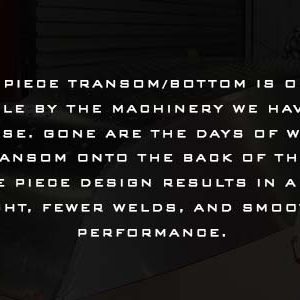 PIECE TRANSOM/BOTTOM IS O
LE BY THE MACHINERY WE HAV
SE. GONE ARE THE DAYS OF W
ANSOM ONTO THE BACK OF TH
E PIECE DESIGN RESULTS IN A
HT, FEWER WELDS, AND SMOO
PERFORMANCE.